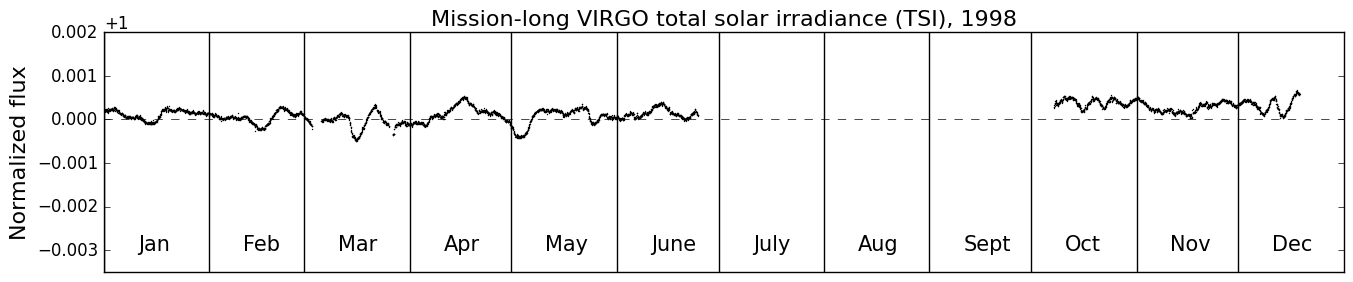 Mission-long VIRGO total solar irradiance (TSI), 1998
+1
0.002
0.001
0.000
−0.001
−0.002
−0.003
Normalized flux
Jan Feb Mar Apr May June July Aug Sept Oct Nov Dec